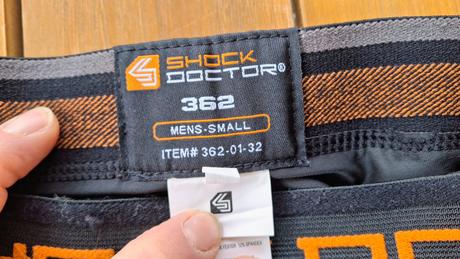 SHOCK
DOCTOR®
362
MENS-SMALL
ITEM# 362-01-32